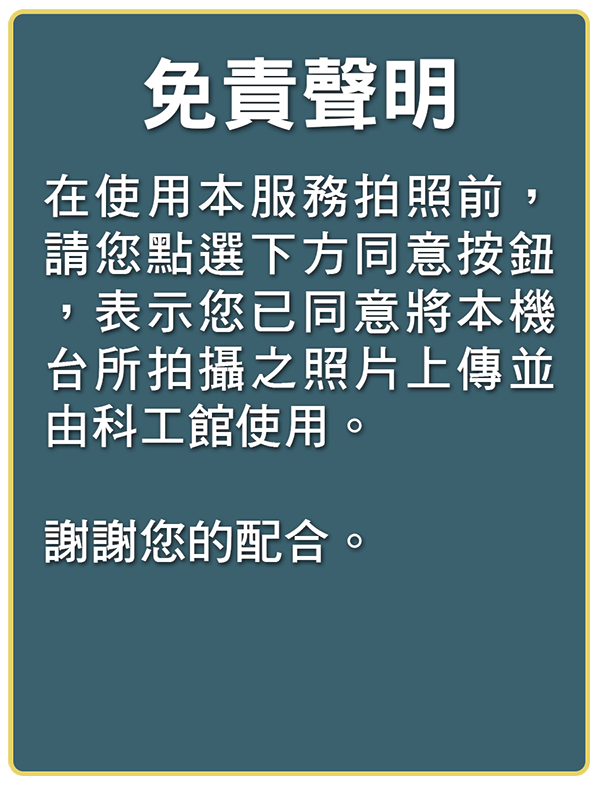 免責聲明
在使用本服務拍照前，
請您點選下方同意按鈕
，表示您已同意將本機
台所拍攝之照片上傳並
由科工館使用。
謝謝您的配合。